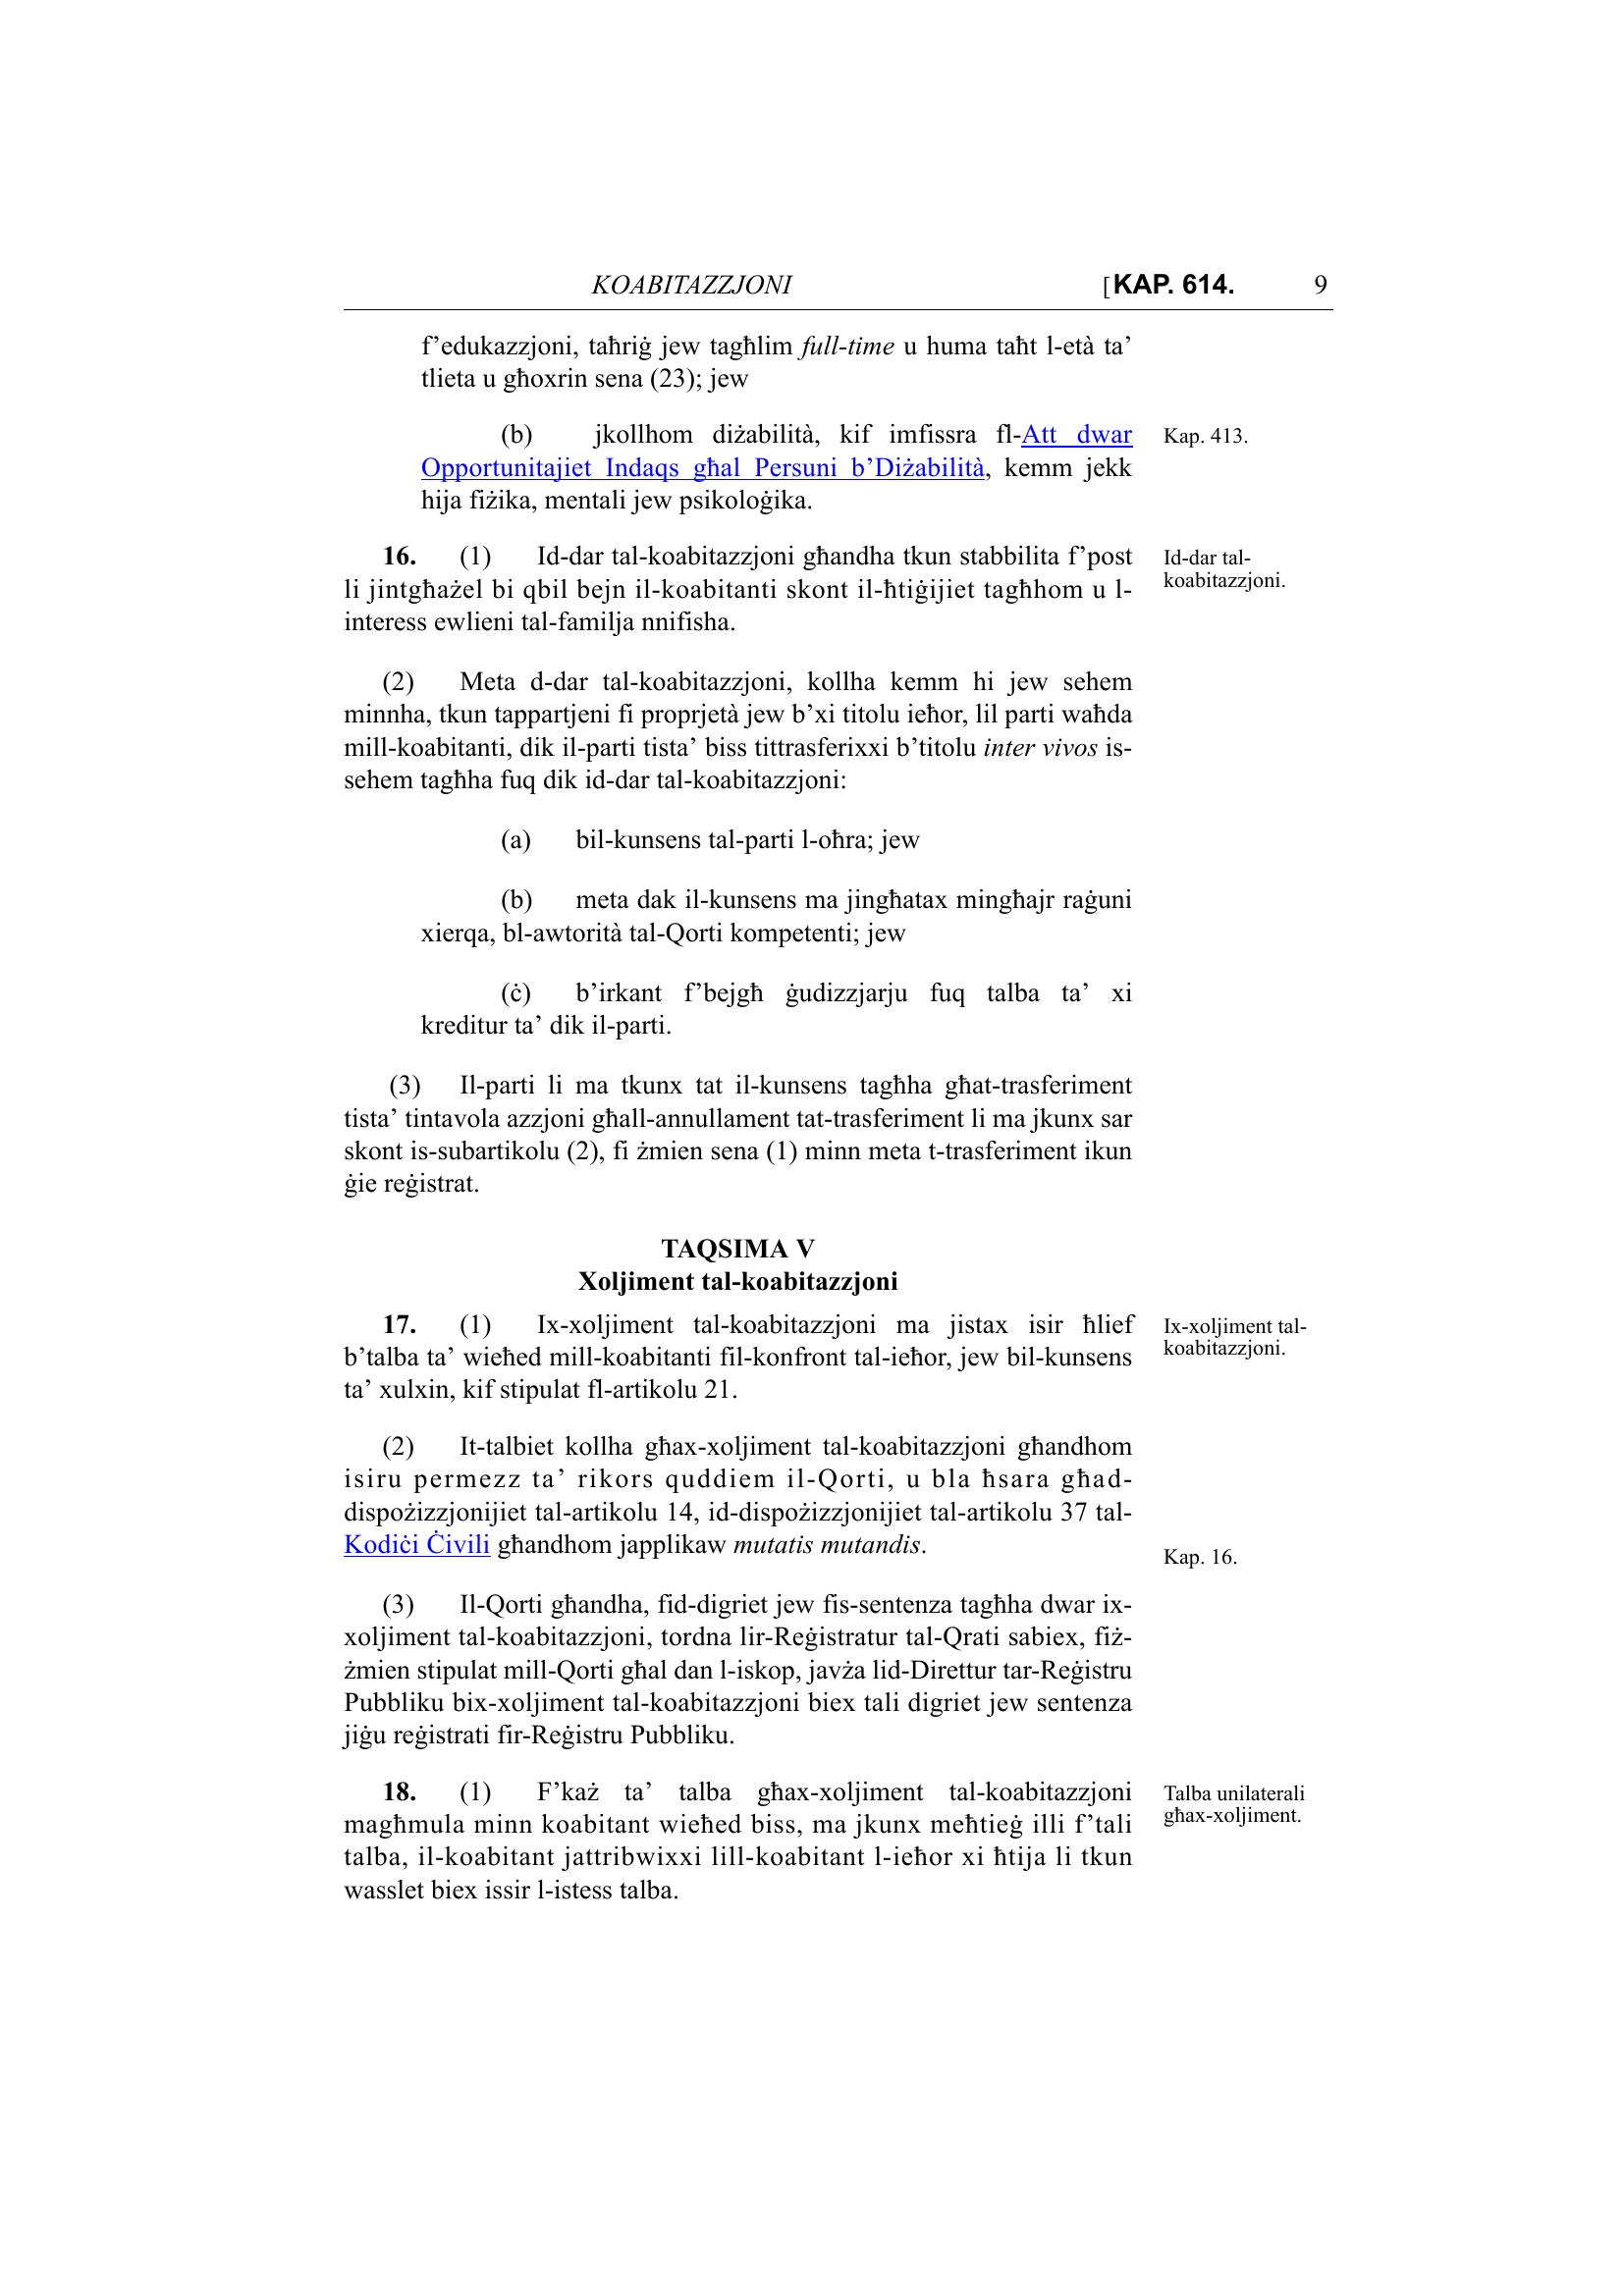 KOABITAZZJONI [KAP. 614. 9
f’edukazzjoni, taħriġ jew tagħlim full-time u huma taħt l-età ta’
tlieta u għoxrin sena (23); jew
(b) jkollhom diżabilità, kif imfissra fl-Att dwar
Opportunitajiet Indaqs għal Persuni b’Diżabilità, kemm jekk
hija fiżika, mentali jew psikoloġika.
Kap. 413.
16. (1) Id-dar tal-koabitazzjoni għandha tkun stabbilita f’post
li jintgħażel bi qbil bejn il-koabitanti skont il-ħtiġijiet tagħhom u l-
interess ewlieni tal-familja nnifisha.
Id-dar tal-
koabitazzjoni.
(2) Meta d-dar tal-koabitazzjoni, kollha kemm hi jew sehem
minnha, tkun tappartjeni fi proprjetà jew b’xi titolu ieħor, lil parti waħda
mill-koabitanti, dik il-parti tista’ biss tittrasferixxi b’titolu inter vivos is-
sehem tagħha fuq dik id-dar tal-koabitazzjoni:
(a) bil-kunsens tal-parti l-oħra; jew
(b) meta dak il-kunsens ma jingħatax mingħajr raġuni
xierqa, bl-awtorità tal-Qorti kompetenti; jew
(ċ) b’irkant f’bejgħ ġudizzjarju fuq talba ta’ xi
kreditur ta’ dik il-parti.
(3) Il-parti li ma tkunx tat il-kunsens tagħha għat-trasferiment
tista’ tintavola azzjoni għall-annullament tat-trasferiment li ma jkunx sar
skont is-subartikolu (2), fi żmien sena (1) minn meta t-trasferiment ikun
ġie reġistrat.
TAQSIMA V
Xoljiment tal-koabitazzjoni
17. (1) Ix-xoljiment tal-koabitazzjoni ma jistax isir ħlief
b’talba ta’ wieħed mill-koabitanti fil-konfront tal-ieħor, jew bil-kunsens
ta’ xulxin, kif stipulat fl-artikolu 21.
Ix-xoljiment tal-
koabitazzjoni.
(2) It-talbiet kollha għax-xoljiment tal-koabitazzjoni għandhom
isiru permezz ta’ rikors quddiem il-Qorti, u bla ħsara għad-
dispożizzjonijiet tal-artikolu 14, id-dispożizzjonijiet tal-artikolu 37 tal-
Kodiċi Ċivili għandhom japplikaw mutatis mutandis.
Kap. 16.
(3) Il-Qorti għandha, fid-digriet jew fis-sentenza tagħha dwar ix-
xoljiment tal-koabitazzjoni, tordna lir-Reġistratur tal-Qrati sabiex, fiż-
żmien stipulat mill-Qorti għal dan l-iskop, javża lid-Direttur tar-Reġistru
Pubbliku bix-xoljiment tal-koabitazzjoni biex tali digriet jew sentenza
jiġu reġistrati fir-Reġistru Pubbliku.
18. (1) F’każ ta’ talba għax-xoljiment tal-koabitazzjoni
magħmula minn koabitant wieħed biss, ma jkunx meħtieġ illi f’tali
talba, il-koabitant jattribwixxi lill-koabitant l-ieħor xi ħtija li tkun
wasslet biex issir l-istess talba.
Talba unilaterali
għax-xoljiment.